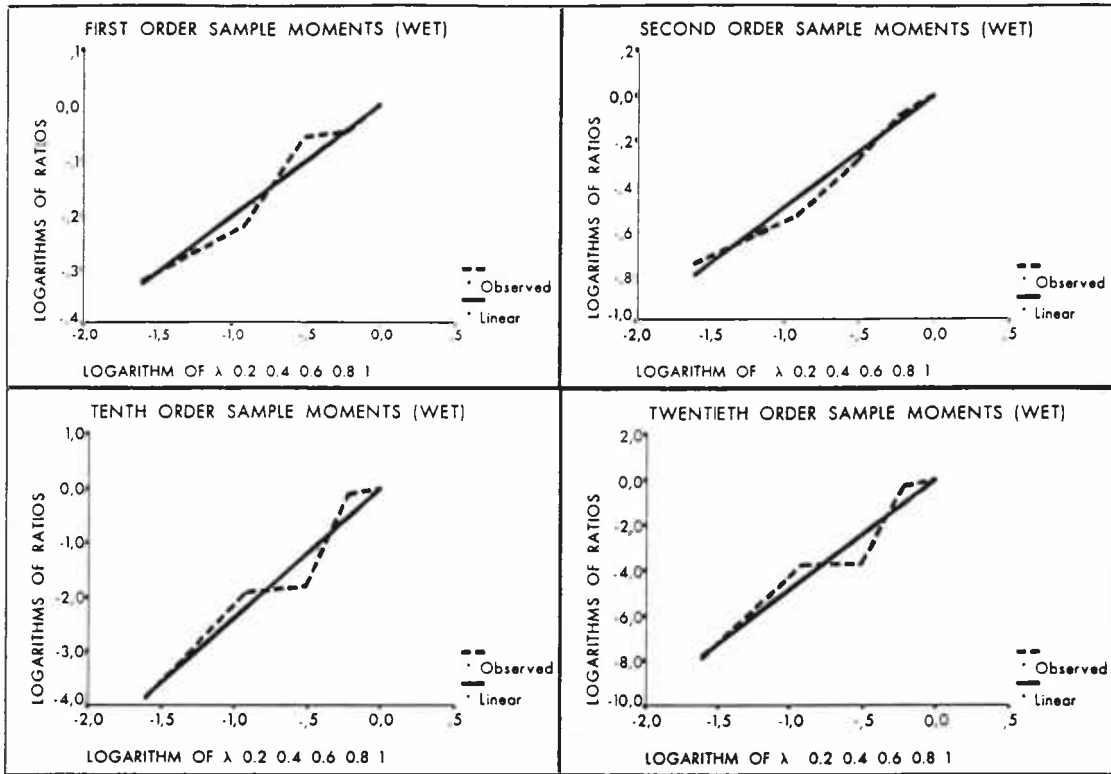 FIRST ORDER SAMPLE MOMENTS (WET)
,1
0,0
-,1
-,2
-,3
-,4
LOGARITHMS OF RATIOS
-2,0 -1,5 -1,0 -,5 0,0 ,5
Observed
Linear
LOGARITHM OF λ 0.2 0.4 0.6 0.8 1
SECOND ORDER SAMPLE MOMENTS (WET)
,2
0,0
-,2
-,4
-,6
-,8
-1,0
LOGARITHMS OF RATIOS
-2,0 -1,5 -1,0 -,5 0,0 ,5
Observed
Linear
LOGARITHM OF λ 0.2 0.4 0.6 0.8 1
TENTH ORDER SAMPLE MOMENTS (WET)
1,0
0,0
-1,0
-2,0
-3,0
-4,0
LOGARITHMS OF RATIOS
-2,0 -1,5 -1,0 -,5 0,0 ,5
Observed
Linear
LOGARITHM OF λ 0.2 0.4 0.6 0.8 1
TWENTIETH ORDER SAMPLE MOMENTS (WET)
2,0
0,0
-2,0
-4,0
-6,0
-8,0
-10,0
LOGARITHMS OF RATIOS
-2,0 -1,5 -1,0 -,5 0,0 ,5
Observed
Linear
LOGARITHM OF λ 0.2 0.4 0.6 0.8 1